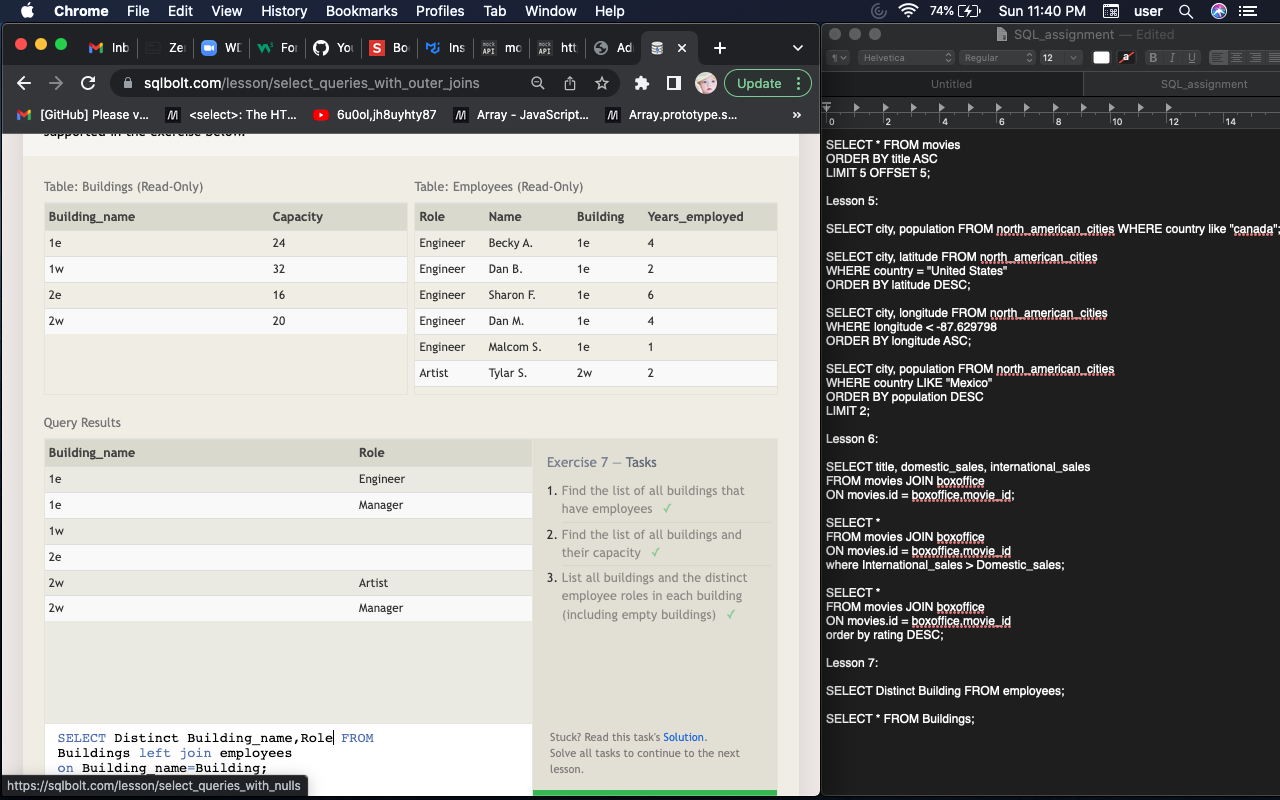 Chrome File Edit View History Bookmarks Profiles Tab Window Help 74% Sun 11:40 PM user
Inb Ze WE Fo Yo Bo Ins mo htt Ad
sqlbolt.com/lesson/select_queries_with_outer_joins Update
[GitHub] Please v... <select>: The HT... 6u0ol,jh8uyhty87 Array - JavaScript... Array.prototype.s... »
supported in the exercise below.
Table: Buildings (Read-Only)
Building_name Capacity
1e 24
1w 32
2e 16
2w 20
Table: Employees (Read-Only)
Role Name Building Years_employed
Engineer Becky A. 1e 4
Engineer Dan B. 1e 2
Engineer Sharon F. 1e 6
Engineer Dan M. 1e 4
Engineer Malcom S. 1e 1
Artist Tylar S. 2w 2
Query Results
Building_name Role
1e Engineer
1e Manager
1w
2e
2w Artist
2w Manager
Exercise 7 — Tasks
1. Find the list of all buildings that
have employees ✓
2. Find the list of all buildings and
their capacity ✓
3. List all buildings and the distinct
employee roles in each building
(including empty buildings) ✓
SELECT Distinct Building_name,Role FROM
Buildings left join employees
on Building_name=Building;
Stuck? Read this task's Solution.
Solve all tasks to continue to the next
lesson.
https://sqlbolt.com/lesson/select_queries_with_nulls
SQL_assignment — Edited
¶ Helvetica Regular 12 a B I U
Untitled SQL_assignment
0 2 4 6 8 10 12 14
SELECT * FROM movies
ORDER BY title ASC
LIMIT 5 OFFSET 5;
Lesson 5:
SELECT city, population FROM north_american_cities WHERE country like "canada";
SELECT city, latitude FROM north_american_cities
WHERE country = "United States"
ORDER BY latitude DESC;
SELECT city, longitude FROM north_american_cities
WHERE longitude < -87.629798
ORDER BY longitude ASC;
SELECT city, population FROM north_american_cities
WHERE country LIKE "Mexico"
ORDER BY population DESC
LIMIT 2;
Lesson 6:
SELECT title, domestic_sales, international_sales
FROM movies JOIN boxoffice
ON movies.id = boxoffice.movie_id;
SELECT *
FROM movies JOIN boxoffice
ON movies.id = boxoffice.movie_id
where International_sales > Domestic_sales;
SELECT *
FROM movies JOIN boxoffice
ON movies.id = boxoffice.movie_id
order by rating DESC;
Lesson 7:
SELECT Distinct Building FROM employees;
SELECT * FROM Buildings;